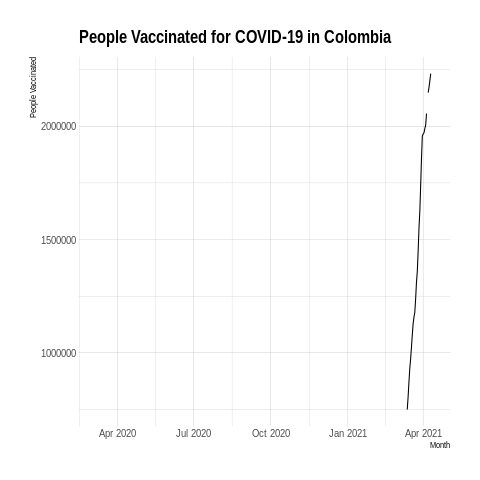 People Vaccinated for COVID-19 in Colombia
People Vaccinated
2000000
1500000
1000000
Apr 2020 Jul 2020 Oct 2020 Jan 2021 Apr 2021
Month